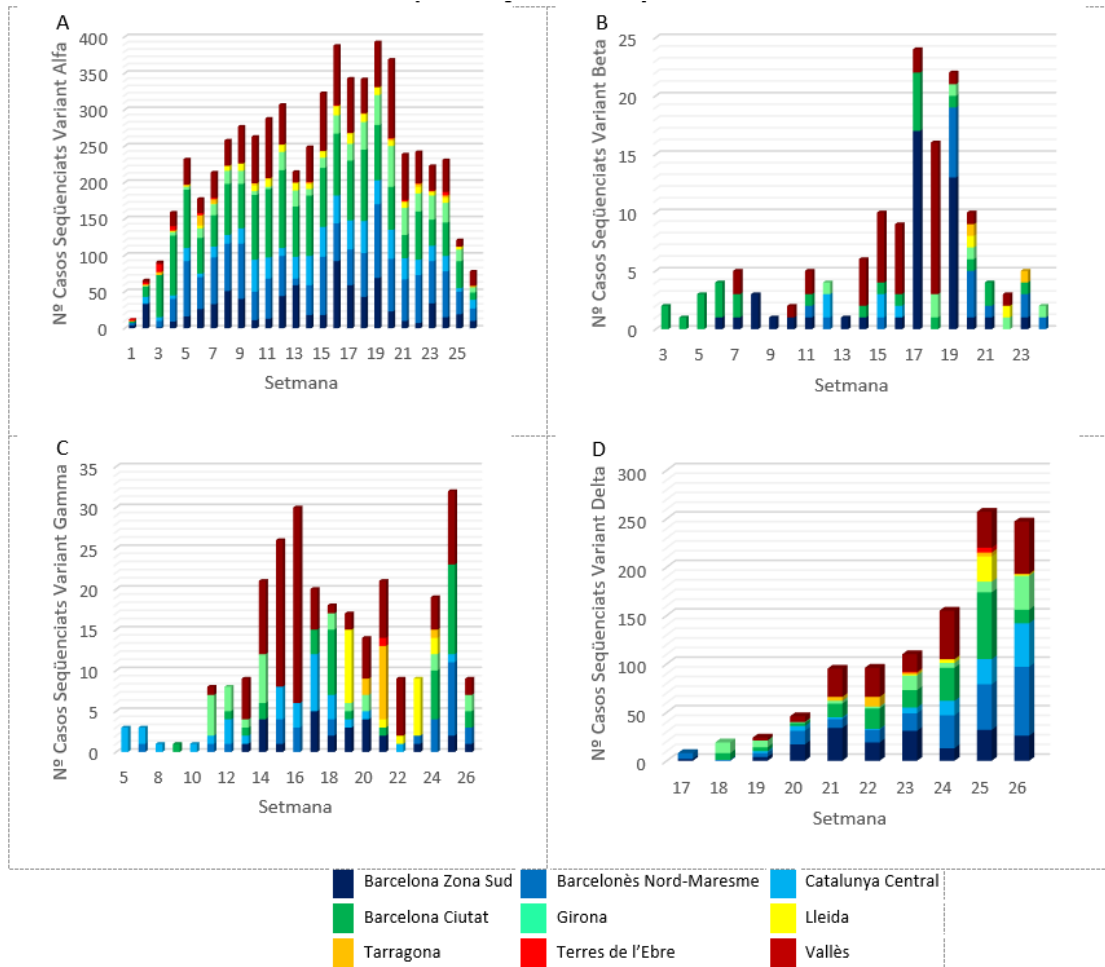 A
Nº Casos Seqüenciats Variant Alfa
400
350
300
250
200
150
100
50
0
1 3 5 7 9 11 13 15 17 19 21 23 25
Setmana
B
Nº Casos Seqüenciats Variant Beta
25
20
15
10
5
0
3 5 7 9 11 13 15 17 19 21 23
Setmana
C
Nº Casos Seqüenciats Variant Gamma
35
30
25
20
15
10
5
0
5 8 10 12 14 16 18 20 22 24 26
Setmana
D
Nº Casos Seqüenciats Variant Delta
300
250
200
150
100
50
0
17 18 19 20 21 22 23 24 25 26
Setmana
Barcelona Zona Sud Barcelonès Nord-Maresme Catalunya Central
Barcelona Ciutat Girona Lleida
Tarragona Terres de l'Ebre Vallès